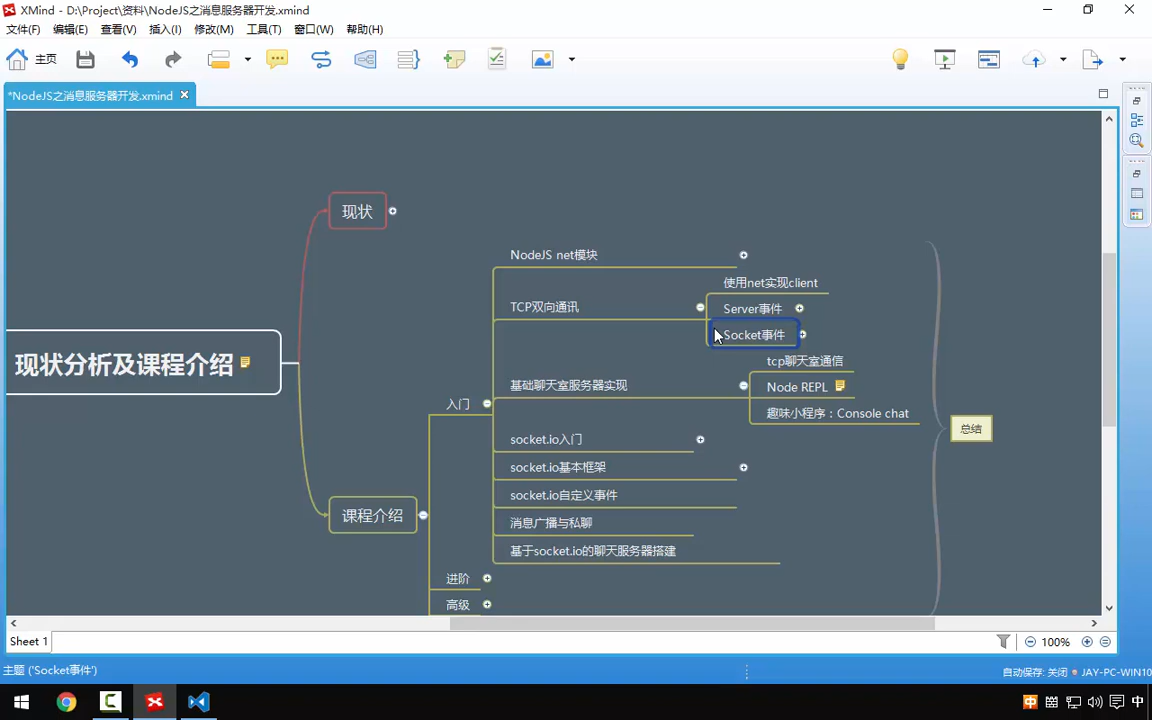 XMind - D:\Project\资料\NodeJS之消息服务器开发.xmind
文件(F) 编辑(E) 查看(V) 插入(I) 修改(M) 工具(T) 窗口(W) 帮助(H)
主页
*NodeJS之消息服务器开发.xmind
现状
NodeJS net模块
使用net实现client
TCP双向通讯
Server事件
Socket事件
现状分析及课程介绍
tcp聊天室通信
基础聊天室服务器实现
Node REPL
入门
趣味小程序：Console chat
总结
socket.io入门
socket.io基本框架
socket.io自定义事件
课程介绍
消息广播与私聊
基于socket.io的聊天服务器搭建
进阶
高级
Sheet 1
100%
主题 ('Socket事件')
自动保存: 关闭
JAY-PC-WIN10
中
中